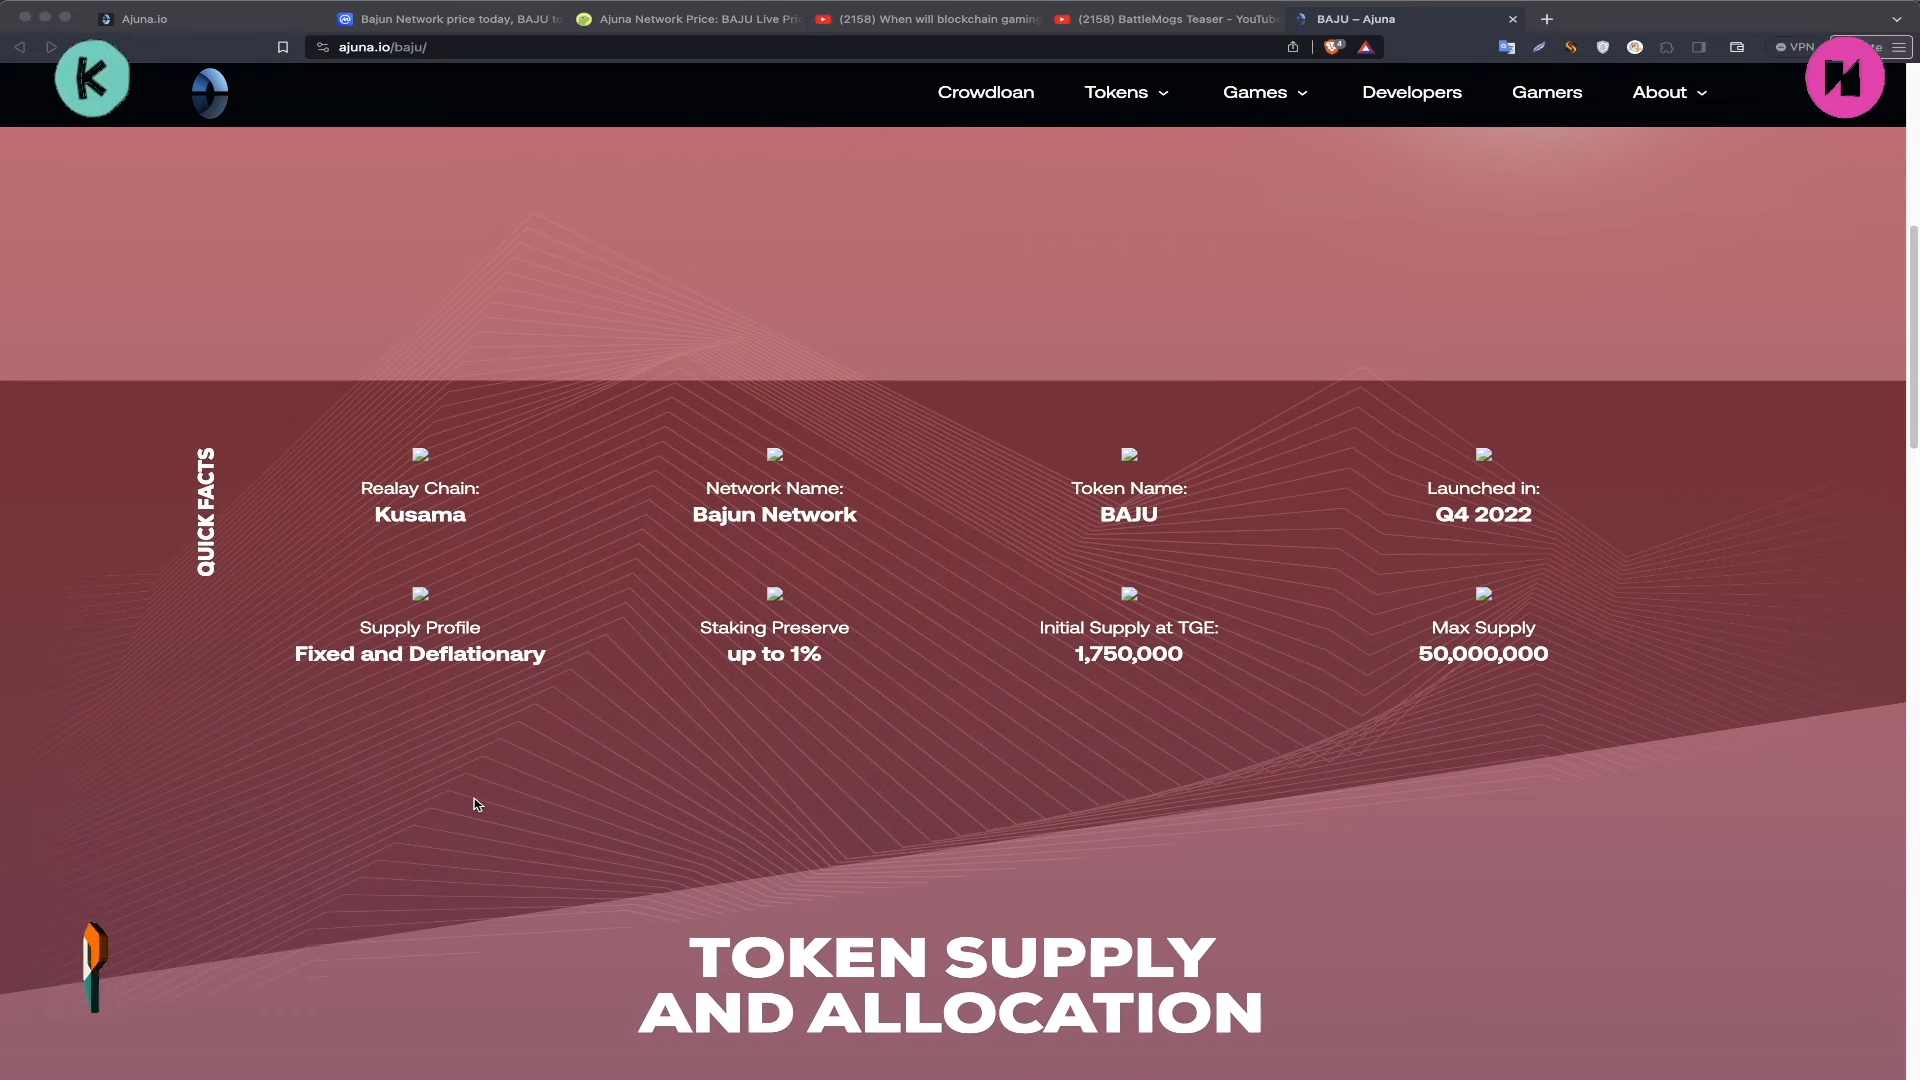 Ajuna.io
Bajun Network price today, BAJU to
Ajuna Network Price: BAJU Live Pri
(2158) When will blockchain gaming
(2158) BattleMogs Teaser - YouTube
BAJU – Ajuna
ajuna.io/baju/
4
VPN
K
Crowdloan
Tokens
Games
Developers
Gamers
About
QUICK FACTS
Realay Chain:
Kusama
Network Name:
Bajun Network
Token Name:
BAJU
Launched in:
Q4 2022
Supply Profile
Fixed and Deflationary
Staking Preserve
up to 1%
Initial Supply at TGE:
1,750,000
Max Supply
50,000,000
TOKEN SUPPLY
AND ALLOCATION